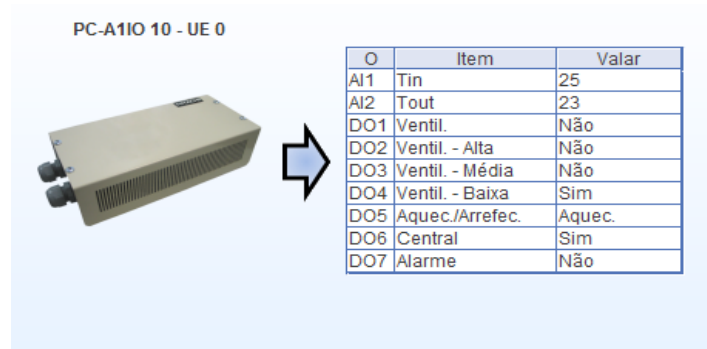 PC-A1IO 10 - UE 0
O Item Valar
AI1 Tin 25
AI2 Tout 23
DO1 Ventil. Não
DO2 Ventil. - Alta Não
DO3 Ventil. - Média Não
DO4 Ventil. - Baixa Sim
DO5 Aquec./Arrefec. Aquec.
DO6 Central Sim
DO7 Alarme Não